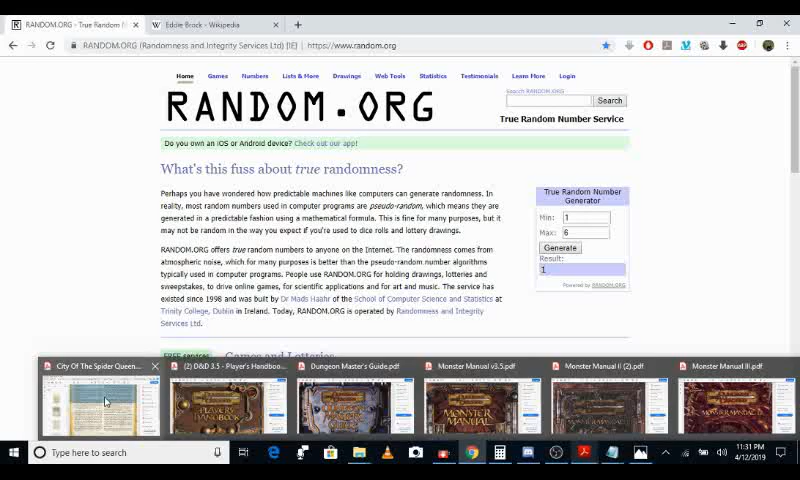 RANDOM.ORG - True Random N
Eddie Brock - Wikipedia
RANDOM.ORG (Randomness and Integrity Services Ltd) [IE] | https://www.random.org
Home Games Numbers Lists & More Drawings Web Tools Statistics Testimonials Learn More Login
RANDOM.ORG
Search RANDOM.ORG
Search
True Random Number Service
Do you own an iOS or Android device? Check out our app!
What's this fuss about true randomness?
Perhaps you have wondered how predictable machines like computers can generate randomness. In
reality, most random numbers used in computer programs are pseudo-random, which means they are
generated in a predictable fashion using a mathematical formula. This is fine for many purposes, but it
may not be random in the way you expect if you're used to dice rolls and lottery drawings.
RANDOM.ORG offers true random numbers to anyone on the Internet. The randomness comes from
atmospheric noise, which for many purposes is better than the pseudo-random number algorithms
typically used in computer programs. People use RANDOM.ORG for holding drawings, lotteries and
sweepstakes, to drive online games, for scientific applications and for art and music. The service has
existed since 1998 and was built by Dr Mads Haahr of the School of Computer Science and Statistics at
Trinity College, Dublin in Ireland. Today, RANDOM.ORG is operated by Randomness and Integrity
Services Ltd.
True Random Number
Generator
Min: 1
Max: 6
Generate
Result:
1
Powered by RANDOM.ORG
FREE services
Games and Lotteries
City Of The Spider Queen...
(2) D&D 3.5 - Player's Handboo...
Dungeon Master's Guide.pdf
Monster Manual v3.5.pdf
Monster Manual II (2).pdf
Monster Manual III.pdf
PLAYER'S
HANDBOOK
MONSTER
MANUAL
Type here to search
11:31 PM
4/12/2019